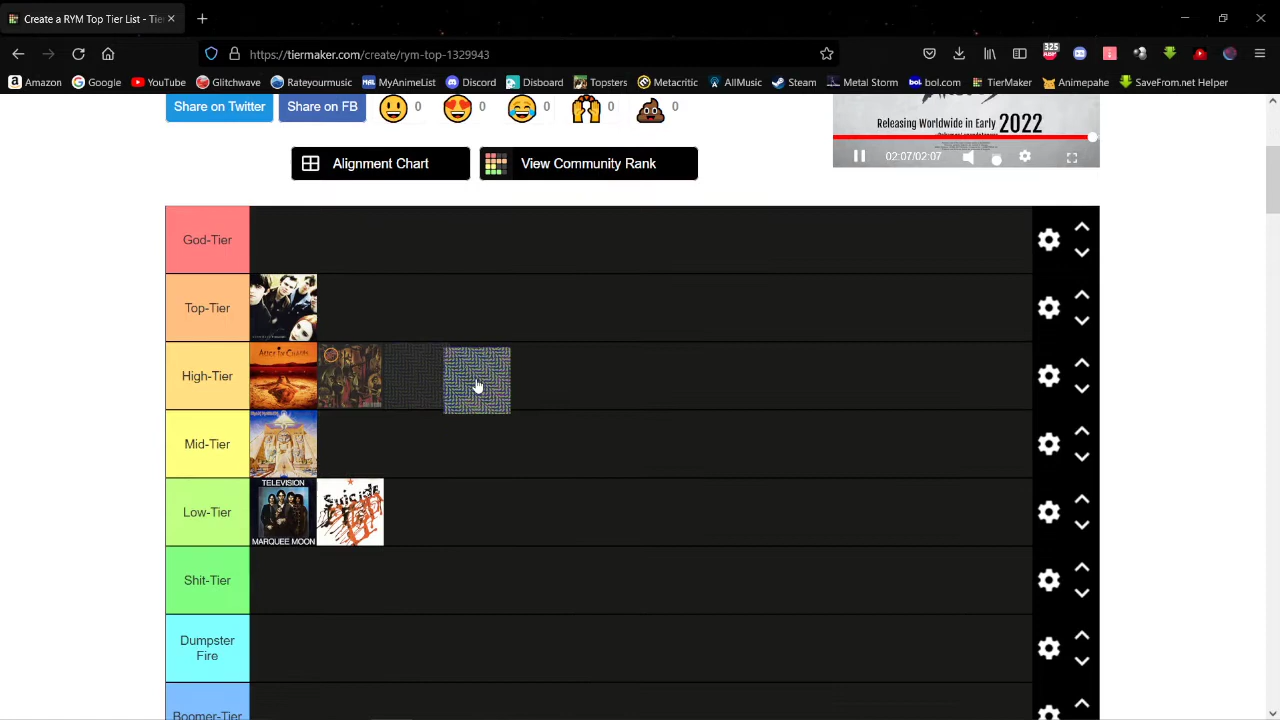 Create a RYM Top Tier List - Tie
https://tiermaker.com/create/rym-top-1329943
325
Amazon Google YouTube Glitchwave Rateyourmusic MyAnimeList Discord Disboard Topsters Metacritic AllMusic Steam Metal Storm bol.com TierMaker Animepahe SaveFrom.net Helper
Share on Twitter Share on FB 0 0 0 0 0
Releasing Worldwide in Early 2022
02:07/02:07
Alignment Chart View Community Rank
God-Tier
Top-Tier
High-Tier
ALICE IN CHAINS
Mid-Tier
Low-Tier
TELEVISION
MARQUEE MOON
Suicide
Shit-Tier
Dumpster
Fire
Boomer-Tier